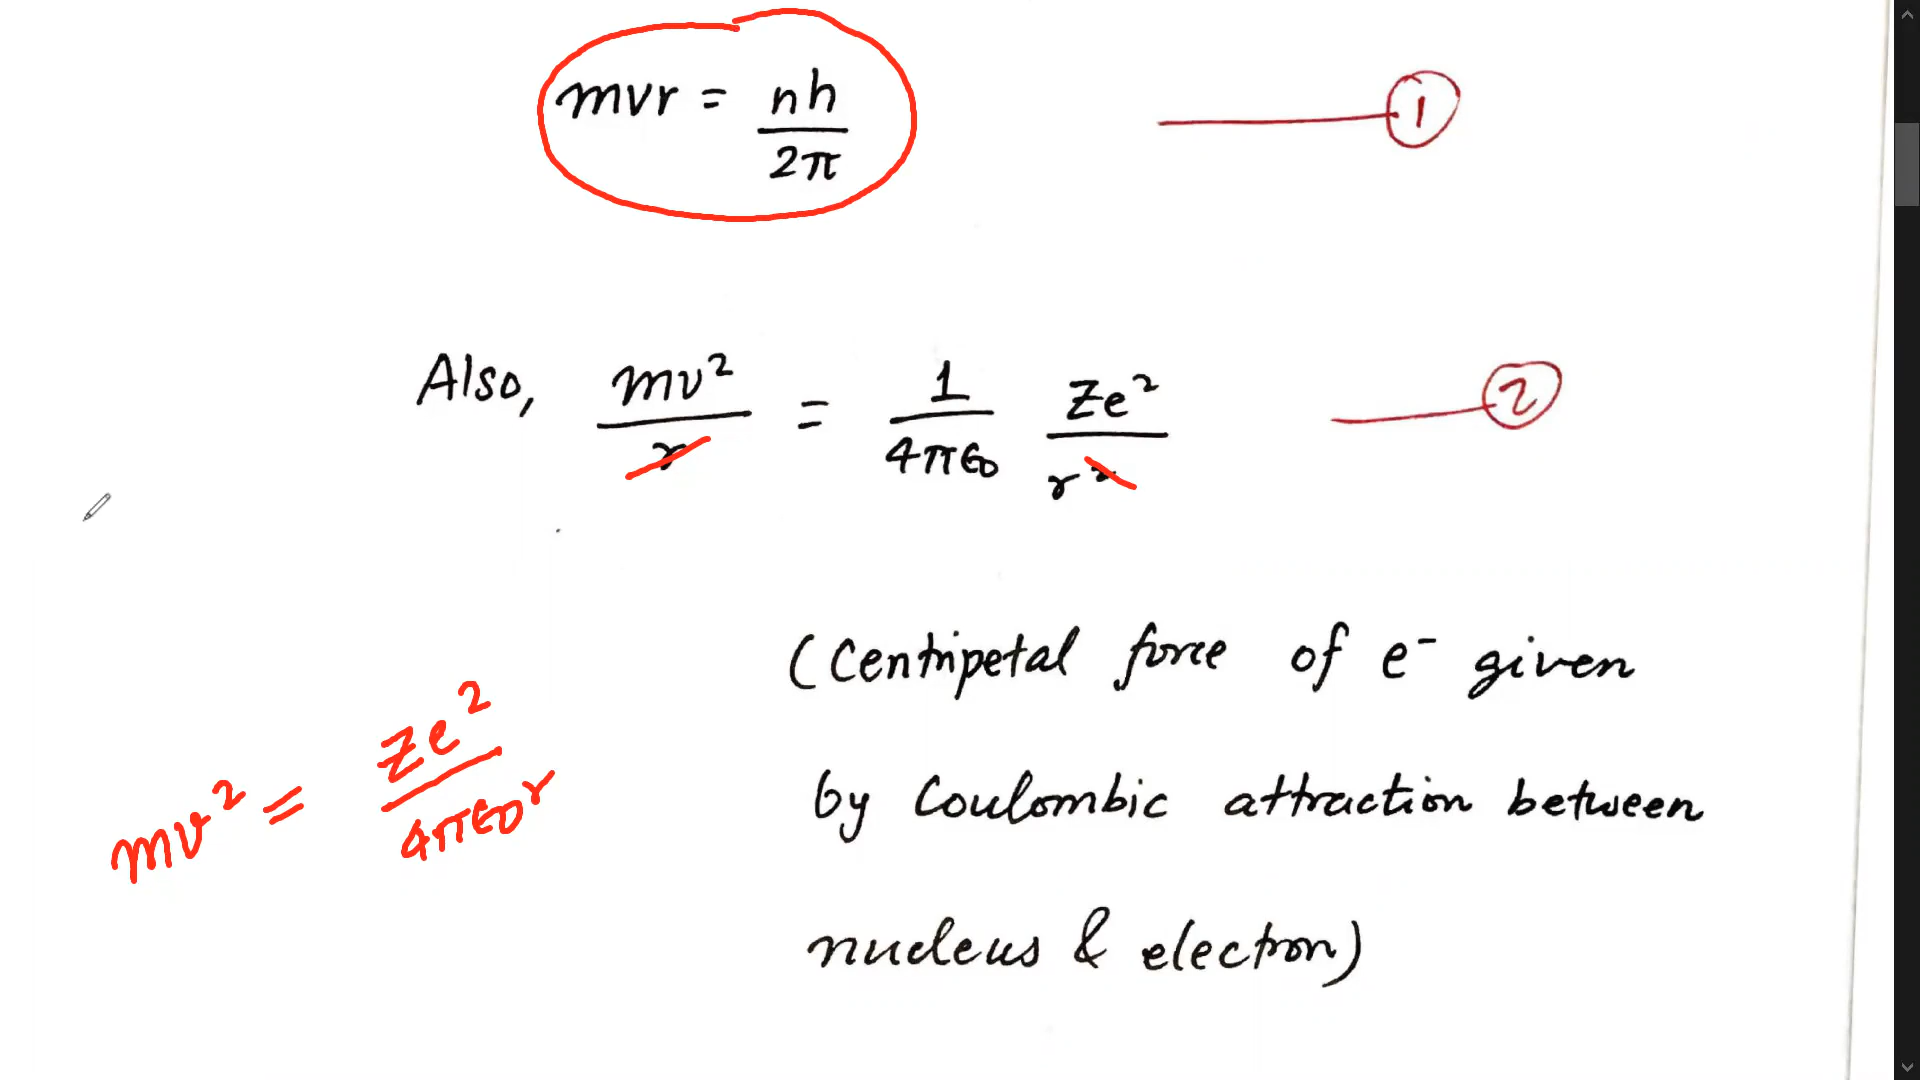 mvr = nh/2π ——— 1
Also, mv²/r = 1/4πϵ₀ Ze²/r² ——— 2
(Centripetal force of e⁻ given
by Coulombic attraction between
nucleus & electron)
mv² = Ze²/4πϵ₀r